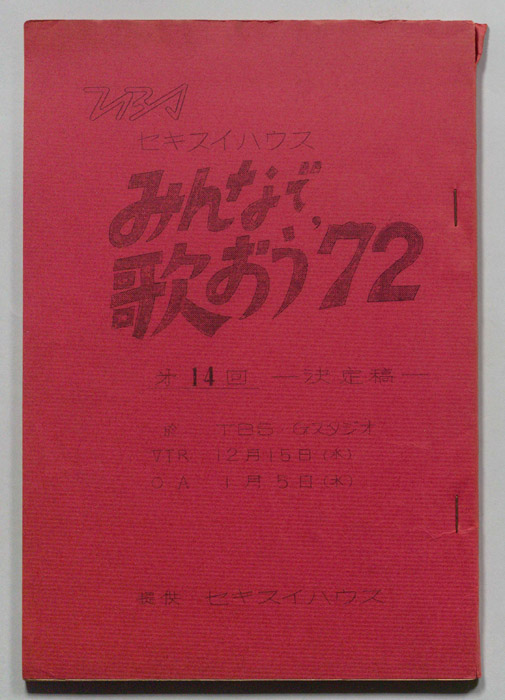 TBS
セキスイハウス
みんなで
歌おう'72
第14回 ―決定稿―
於 TBS Gスタジオ
VTR 12月15日(水)
O.A 1月5日(水)
提供 セキスイハウス